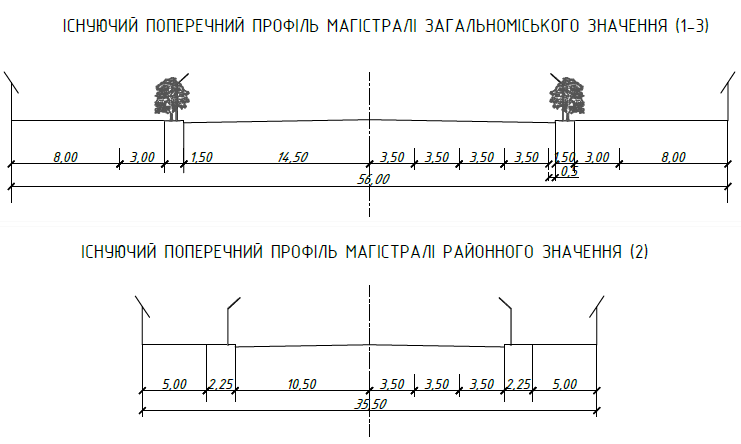 ІСНУЮЧИЙ ПОПЕРЕЧНИЙ ПРОФІЛЬ МАГІСТРАЛІ ЗАГАЛЬНОМІСЬКОГО ЗНАЧЕННЯ (1-3)
8,00 3,00 1,50 14,50 3,50 3,50 3,50 3,50 1,50 3,00 8,00
0,5
56,00
ІСНУЮЧИЙ ПОПЕРЕЧНИЙ ПРОФІЛЬ МАГІСТРАЛІ РАЙОННОГО ЗНАЧЕННЯ (2)
5,00 2,25 10,50 3,50 3,50 3,50 2,25 5,00
35,50